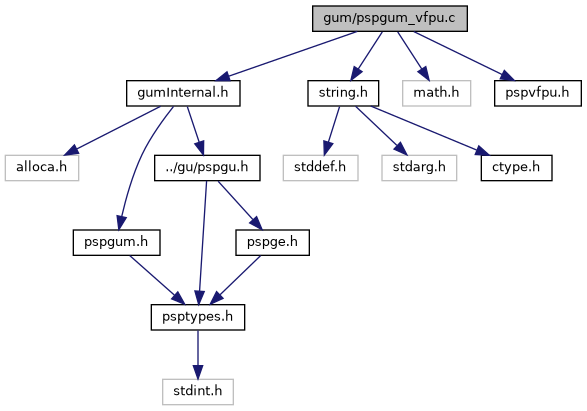 gum/pspgum_vfpu.c
gumInternal.h
string.h
math.h
pspvfpu.h
alloca.h
../gu/pspgu.h
stddef.h
stdarg.h
ctype.h
pspgum.h
pspge.h
psptypes.h
stdint.h